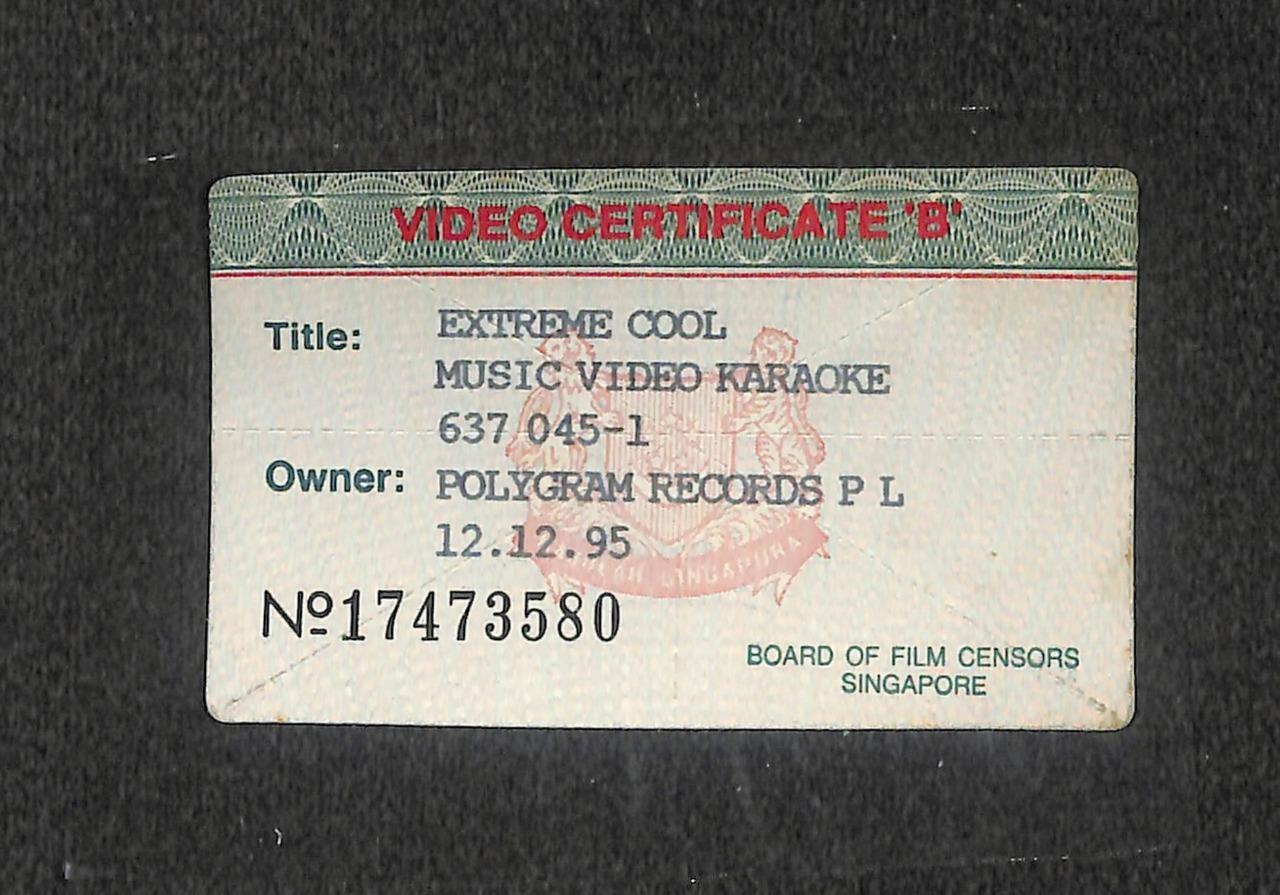 VIDEO CERTIFICATE 'B'
Title: EXTREME COOL
MUSIC VIDEO KARAOKE
637 045-1
Owner: POLYGRAM RECORDS P L
12.12.95
Nº17473580
BOARD OF FILM CENSORS
SINGAPORE
SINGAPURA